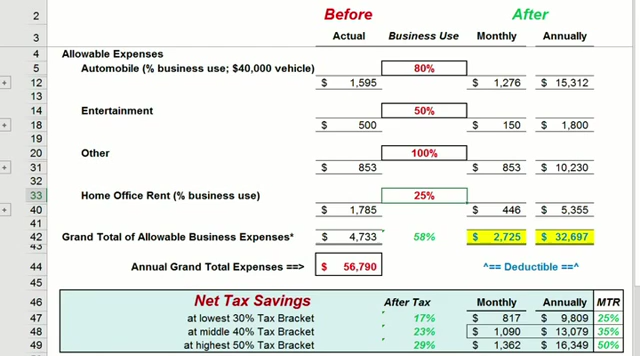 2 Before After
3 Actual Business Use Monthly Annually
4 Allowable Expenses
5 Automobile (% business use; $40,000 vehicle) 80%
+ 12 $ 1,595 $ 1,276 $ 15,312
13
14 Entertainment 50%
+ 18 $ 500 $ 150 $ 1,800
19
20 Other 100%
+ 31 $ 853 $ 853 $ 10,230
32
33 Home Office Rent (% business use) 25%
+ 40 $ 1,785 $ 446 $ 5,355
41
42 Grand Total of Allowable Business Expenses* $ 4,733 58% $ 2,725 $ 32,697
43
44 Annual Grand Total Expenses ==> $ 56,790 ^== Deductible ==^
45
46 Net Tax Savings After Tax Monthly Annually MTR
47 at lowest 30% Tax Bracket 17% $ 817 $ 9,809 25%
48 at middle 40% Tax Bracket 23% $ 1,090 $ 13,079 35%
49 at highest 50% Tax Bracket 29% $ 1,362 $ 16,349 50%